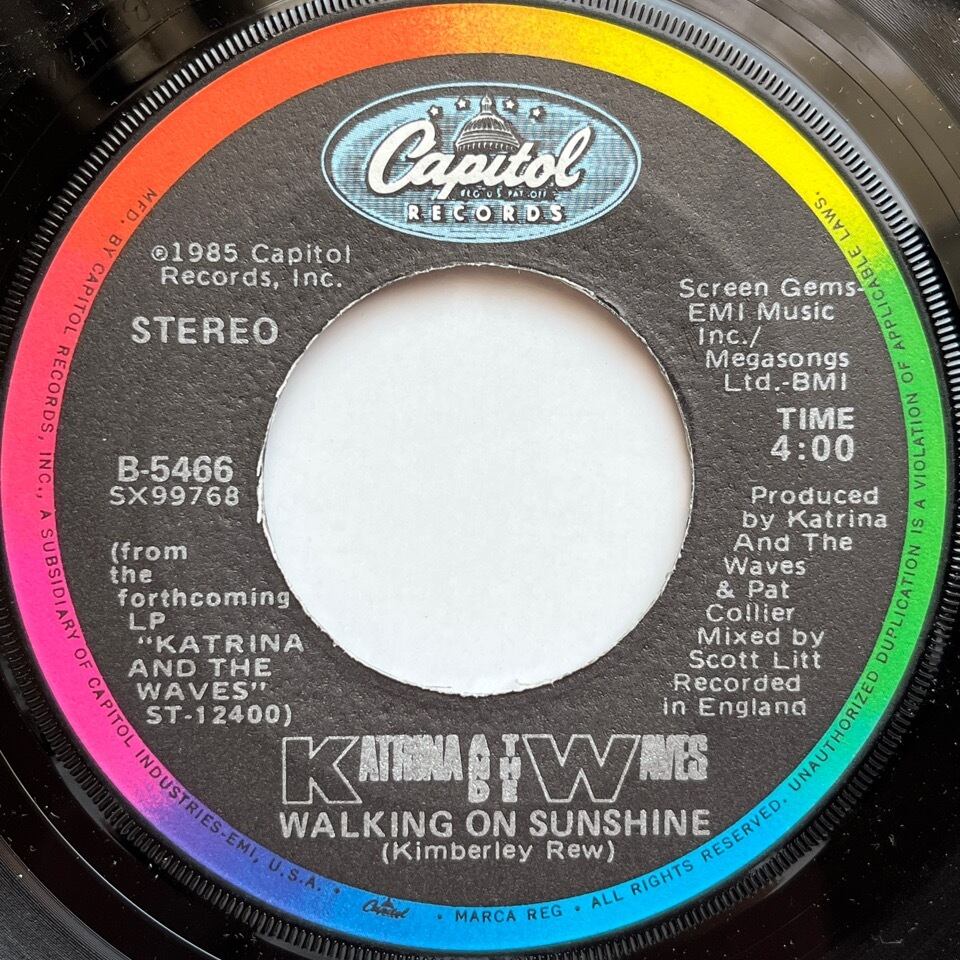 Capitol
REG. U.S. PAT. OFF.
RECORDS
℗1985 Capitol
Records, Inc.
STEREO
B-5466
SX99768
(from
the
forthcoming
LP
"KATRINA
AND THE
WAVES"
ST-12400)
Screen Gems-
EMI Music
Inc./
Megasongs
Ltd.-BMI
TIME
4:00
Produced
by Katrina
And The
Waves
& Pat
Collier
Mixed by
Scott Litt
Recorded
in England
KATRINA AND THE WAVES
WALKING ON SUNSHINE
(Kimberley Rew)
MFD. BY CAPITOL RECORDS, INC., A SUBSIDIARY OF CAPITOL INDUSTRIES-EMI, U.S.A. • Capitol • MARCA REG • ALL RIGHTS RESERVED. UNAUTHORIZED DUPLICATION IS A VIOLATION OF APPLICABLE LAWS.